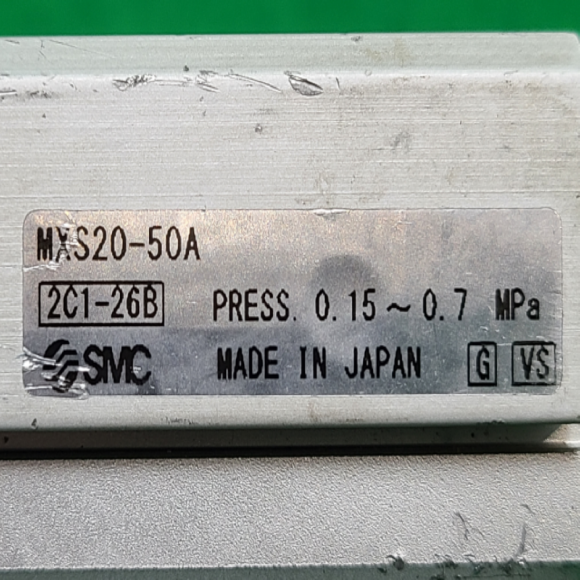 MXS20-50A
2C1-26B PRESS. 0.15～0.7 MPa
SMC MADE IN JAPAN G VS